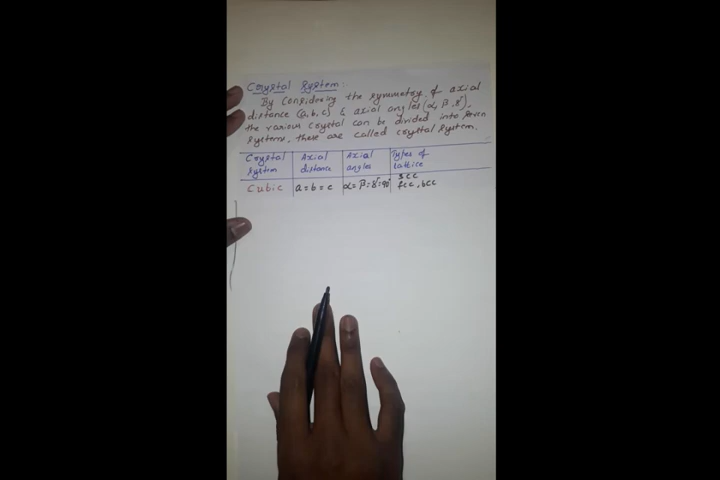 Crystal System:
By considering the symmetry of axial
distance (a, b, c) & axial angles (α, β, γ),
the various crystal can be divided into seven
systems, these are called crystal system.
Crystal system | Axial distance | Axial angles | Types of lattice
Cubic | a = b = c | α = β = γ = 90° | SCC
fcc, bcc